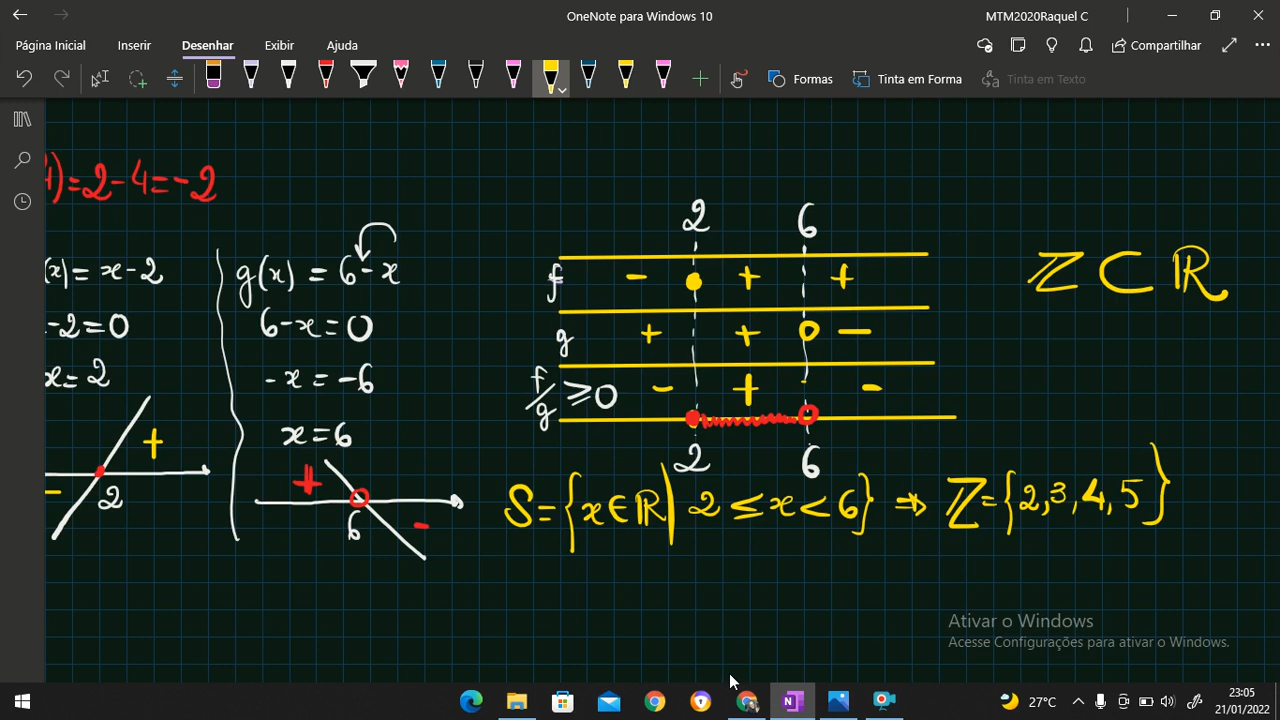 OneNote para Windows 10
MTM2020Raquel C
Página Inicial Inserir Desenhar Exibir Ajuda
Compartilhar
Formas Tinta em Forma Tinta em Texto
)=2-4=-2
(x)=x-2
-2=0
x=2
+
-
2
g(x)=6-x
6-x=0
-x=-6
x=6
+
6
-
2 6
f - + +
g + + -
f/g ≥0 - + -
2 6
S={x∈ℝ| 2≤x<6} ⇒ ℤ={2,3,4,5}
ℤ⊂ℝ
Ativar o Windows
Acesse Configurações para ativar o Windows.
27°C
23:05
21/01/2022